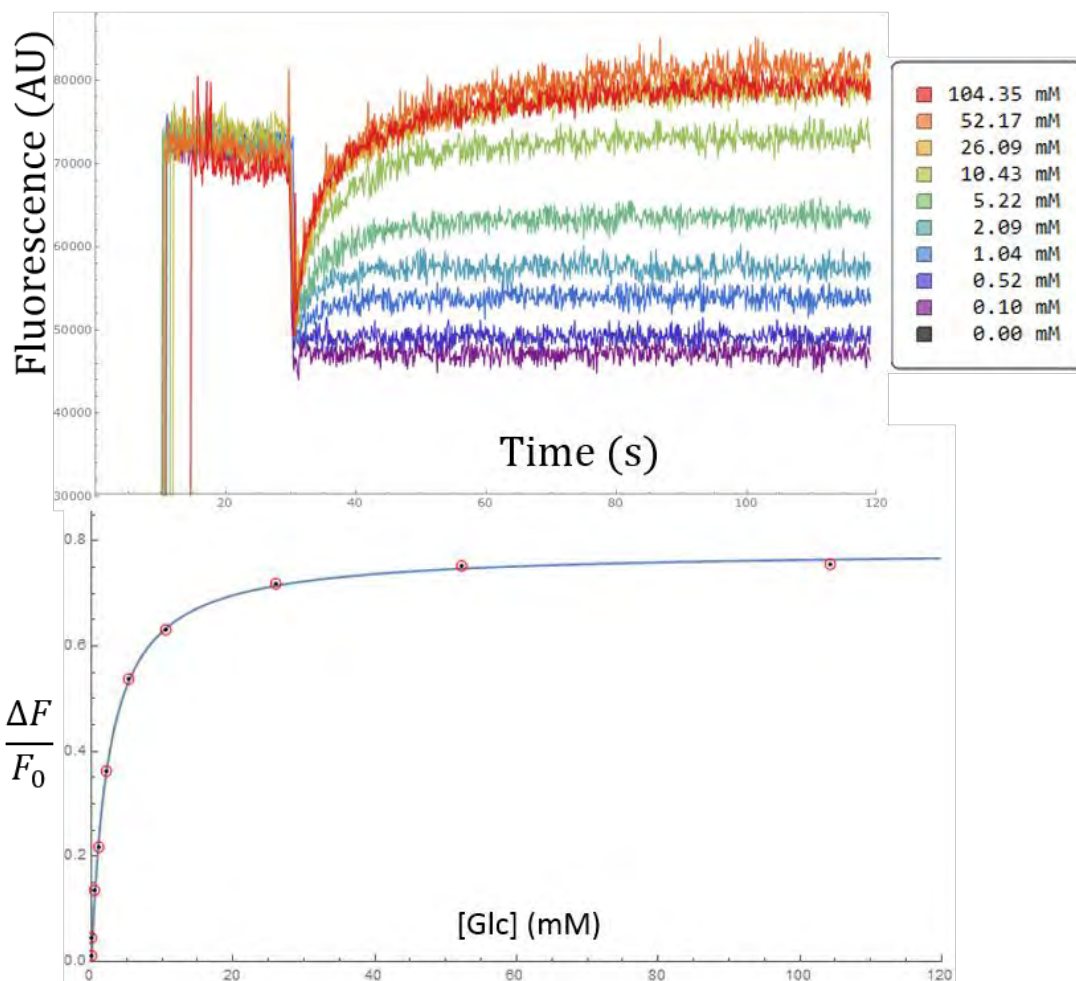 Fluorescence (AU)
80000
70000
60000
50000
40000
30000
20
40
60
80
100
120
Time (s)
104.35 mM
52.17 mM
26.09 mM
10.43 mM
5.22 mM
2.09 mM
1.04 mM
0.52 mM
0.10 mM
0.00 mM
ΔF
F0
0.8
0.6
0.4
0.2
0.0
0
20
40
60
80
100
120
[Glc] (mM)